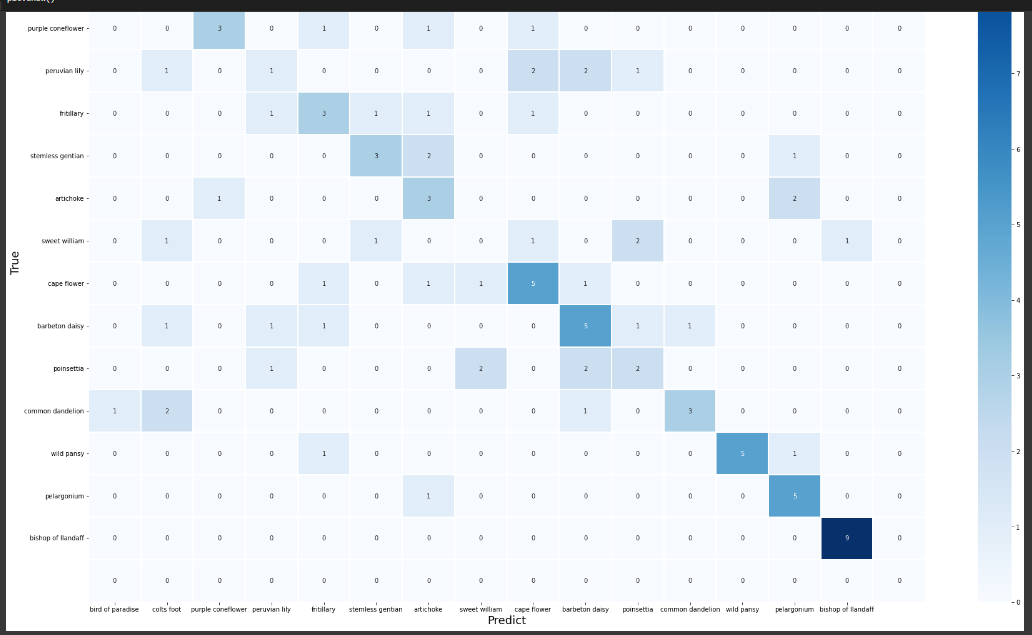 purple coneflower 0 0 3 0 1 0 1 0 1 0 0 0 0 0 0 0
peruvian lily 0 1 0 1 0 0 0 0 2 2 1 0 0 0 0 0
7
fritillary 0 0 0 1 3 1 1 0 1 0 0 0 0 0 0 0
6
stemless gentian 0 0 0 0 0 3 2 0 0 0 0 0 0 1 0 0
artichoke 0 0 1 0 0 0 3 0 0 0 0 0 0 2 0 0
5
sweet william 0 1 0 0 0 1 0 0 1 0 2 0 0 0 1 0
True
cape flower 0 0 0 0 1 0 1 1 5 1 0 0 0 0 0 0
4
barbeton daisy 0 1 0 1 1 0 0 0 0 5 1 1 0 0 0 0
poinsettia 0 0 0 1 0 0 0 2 0 2 2 0 0 0 0 0
3
common dandelion 1 2 0 0 0 0 0 0 0 1 0 3 0 0 0 0
2
wild pansy 0 0 0 0 1 0 0 0 0 0 0 0 5 1 0 0
pelargonium 0 0 0 0 0 0 1 0 0 0 0 0 0 5 0 0
1
bishop of llandaff 0 0 0 0 0 0 0 0 0 0 0 0 0 0 9 0
0 0 0 0 0 0 0 0 0 0 0 0 0 0 0 0
0
bird of paradise colts foot purple coneflower peruvian lily fritillary stemless gentian artichoke sweet william cape flower barbeton daisy poinsettia common dandelion wild pansy pelargonium bishop of llandaff
Predict